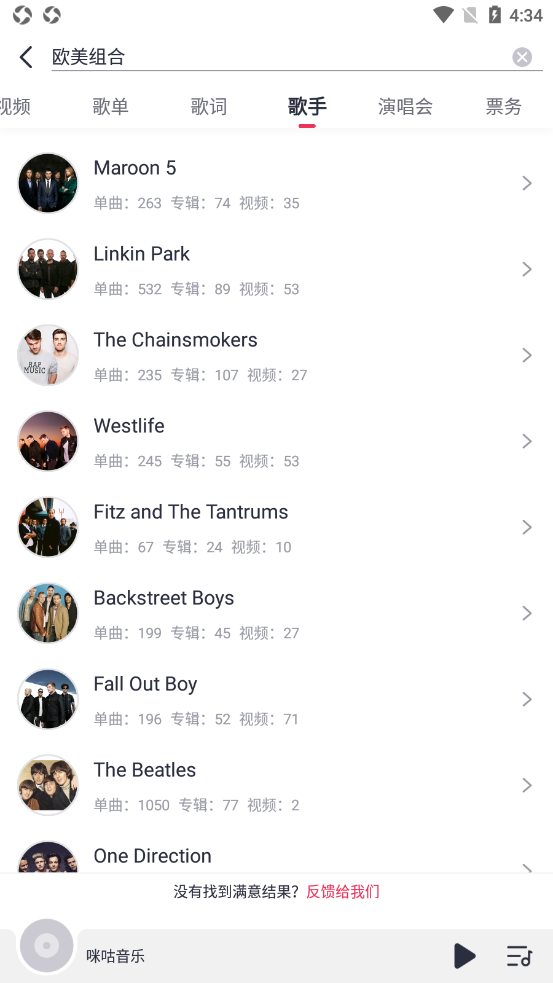 4:34
欧美组合
视频 歌单 歌词 歌手 演唱会 票务
Maroon 5
单曲：263 专辑：74 视频：35
Linkin Park
单曲：532 专辑：89 视频：53
The Chainsmokers
单曲：235 专辑：107 视频：27
RAP
MUSIC
Westlife
单曲：245 专辑：55 视频：53
Fitz and The Tantrums
单曲：67 专辑：24 视频：10
Backstreet Boys
单曲：199 专辑：45 视频：27
Fall Out Boy
单曲：196 专辑：52 视频：71
The Beatles
单曲：1050 专辑：77 视频：2
One Direction
没有找到满意结果？反馈给我们
咪咕音乐